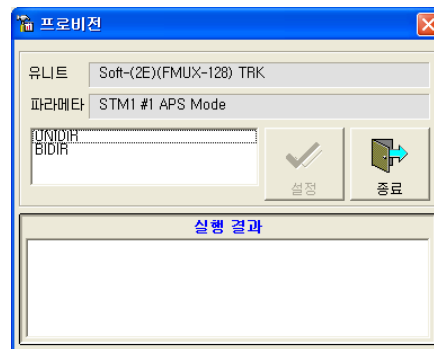 프로비전
유니트 Soft-(2E)(FMUX-128) TRK
파라메타 STM1 #1 APS Mode
UNIDIR
BIDIR
설정
종료
실행 결과